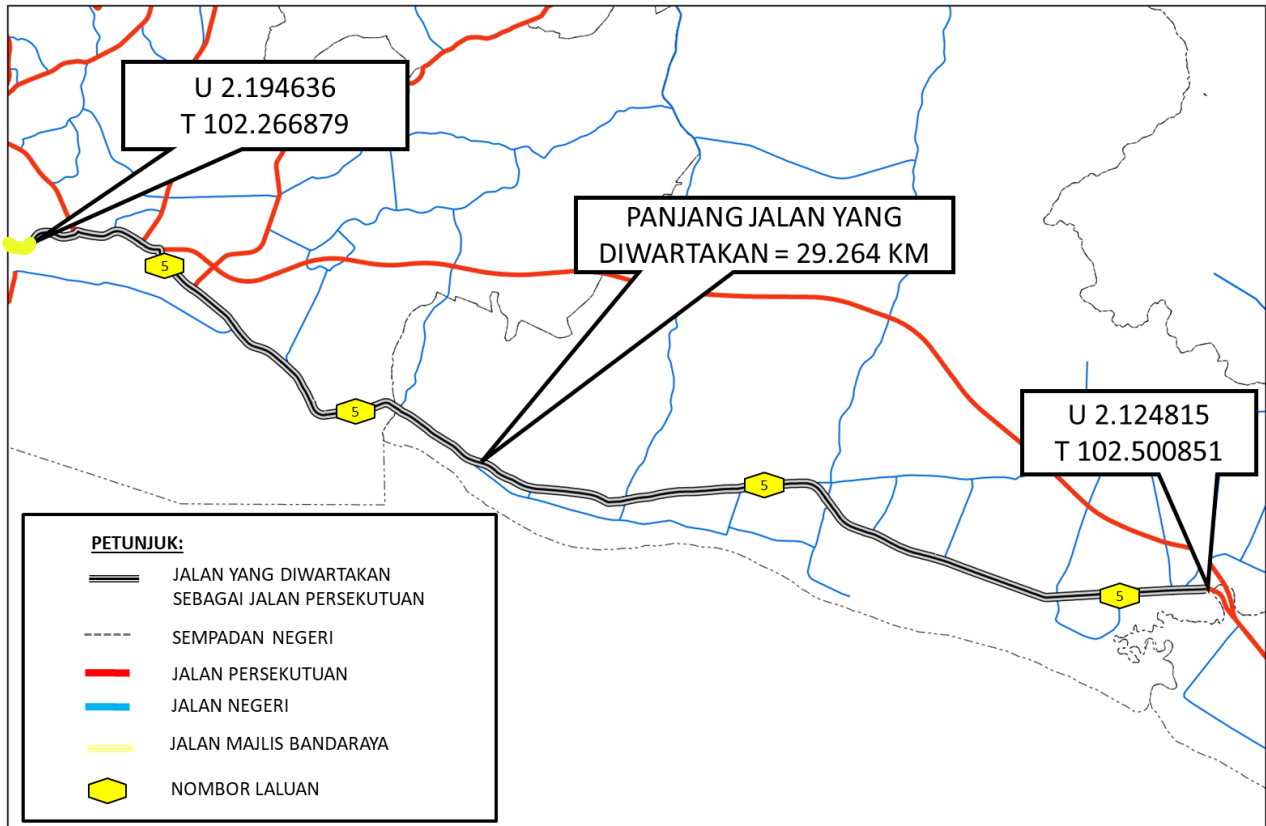 U 2.194636
T 102.266879
PANJANG JALAN YANG
DIWARTAKAN = 29.264 KM
5
5
5
U 2.124815
T 102.500851
5
PETUNJUK:
JALAN YANG DIWARTAKAN
SEBAGAI JALAN PERSEKUTUAN
SEMPADAN NEGERI
JALAN PERSEKUTUAN
JALAN NEGERI
JALAN MAJLIS BANDARAYA
NOMBOR LALUAN